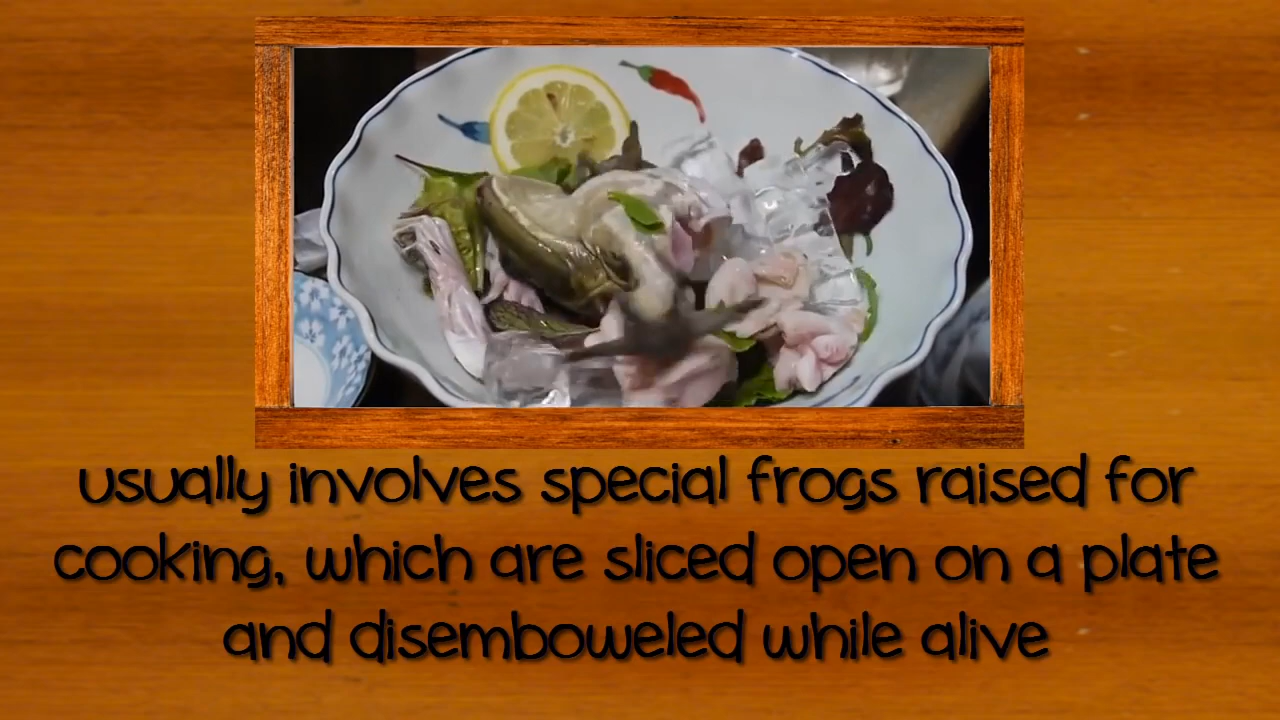 usually involves special frogs raised for
cooking, which are sliced open on a plate
and disemboweled while alive